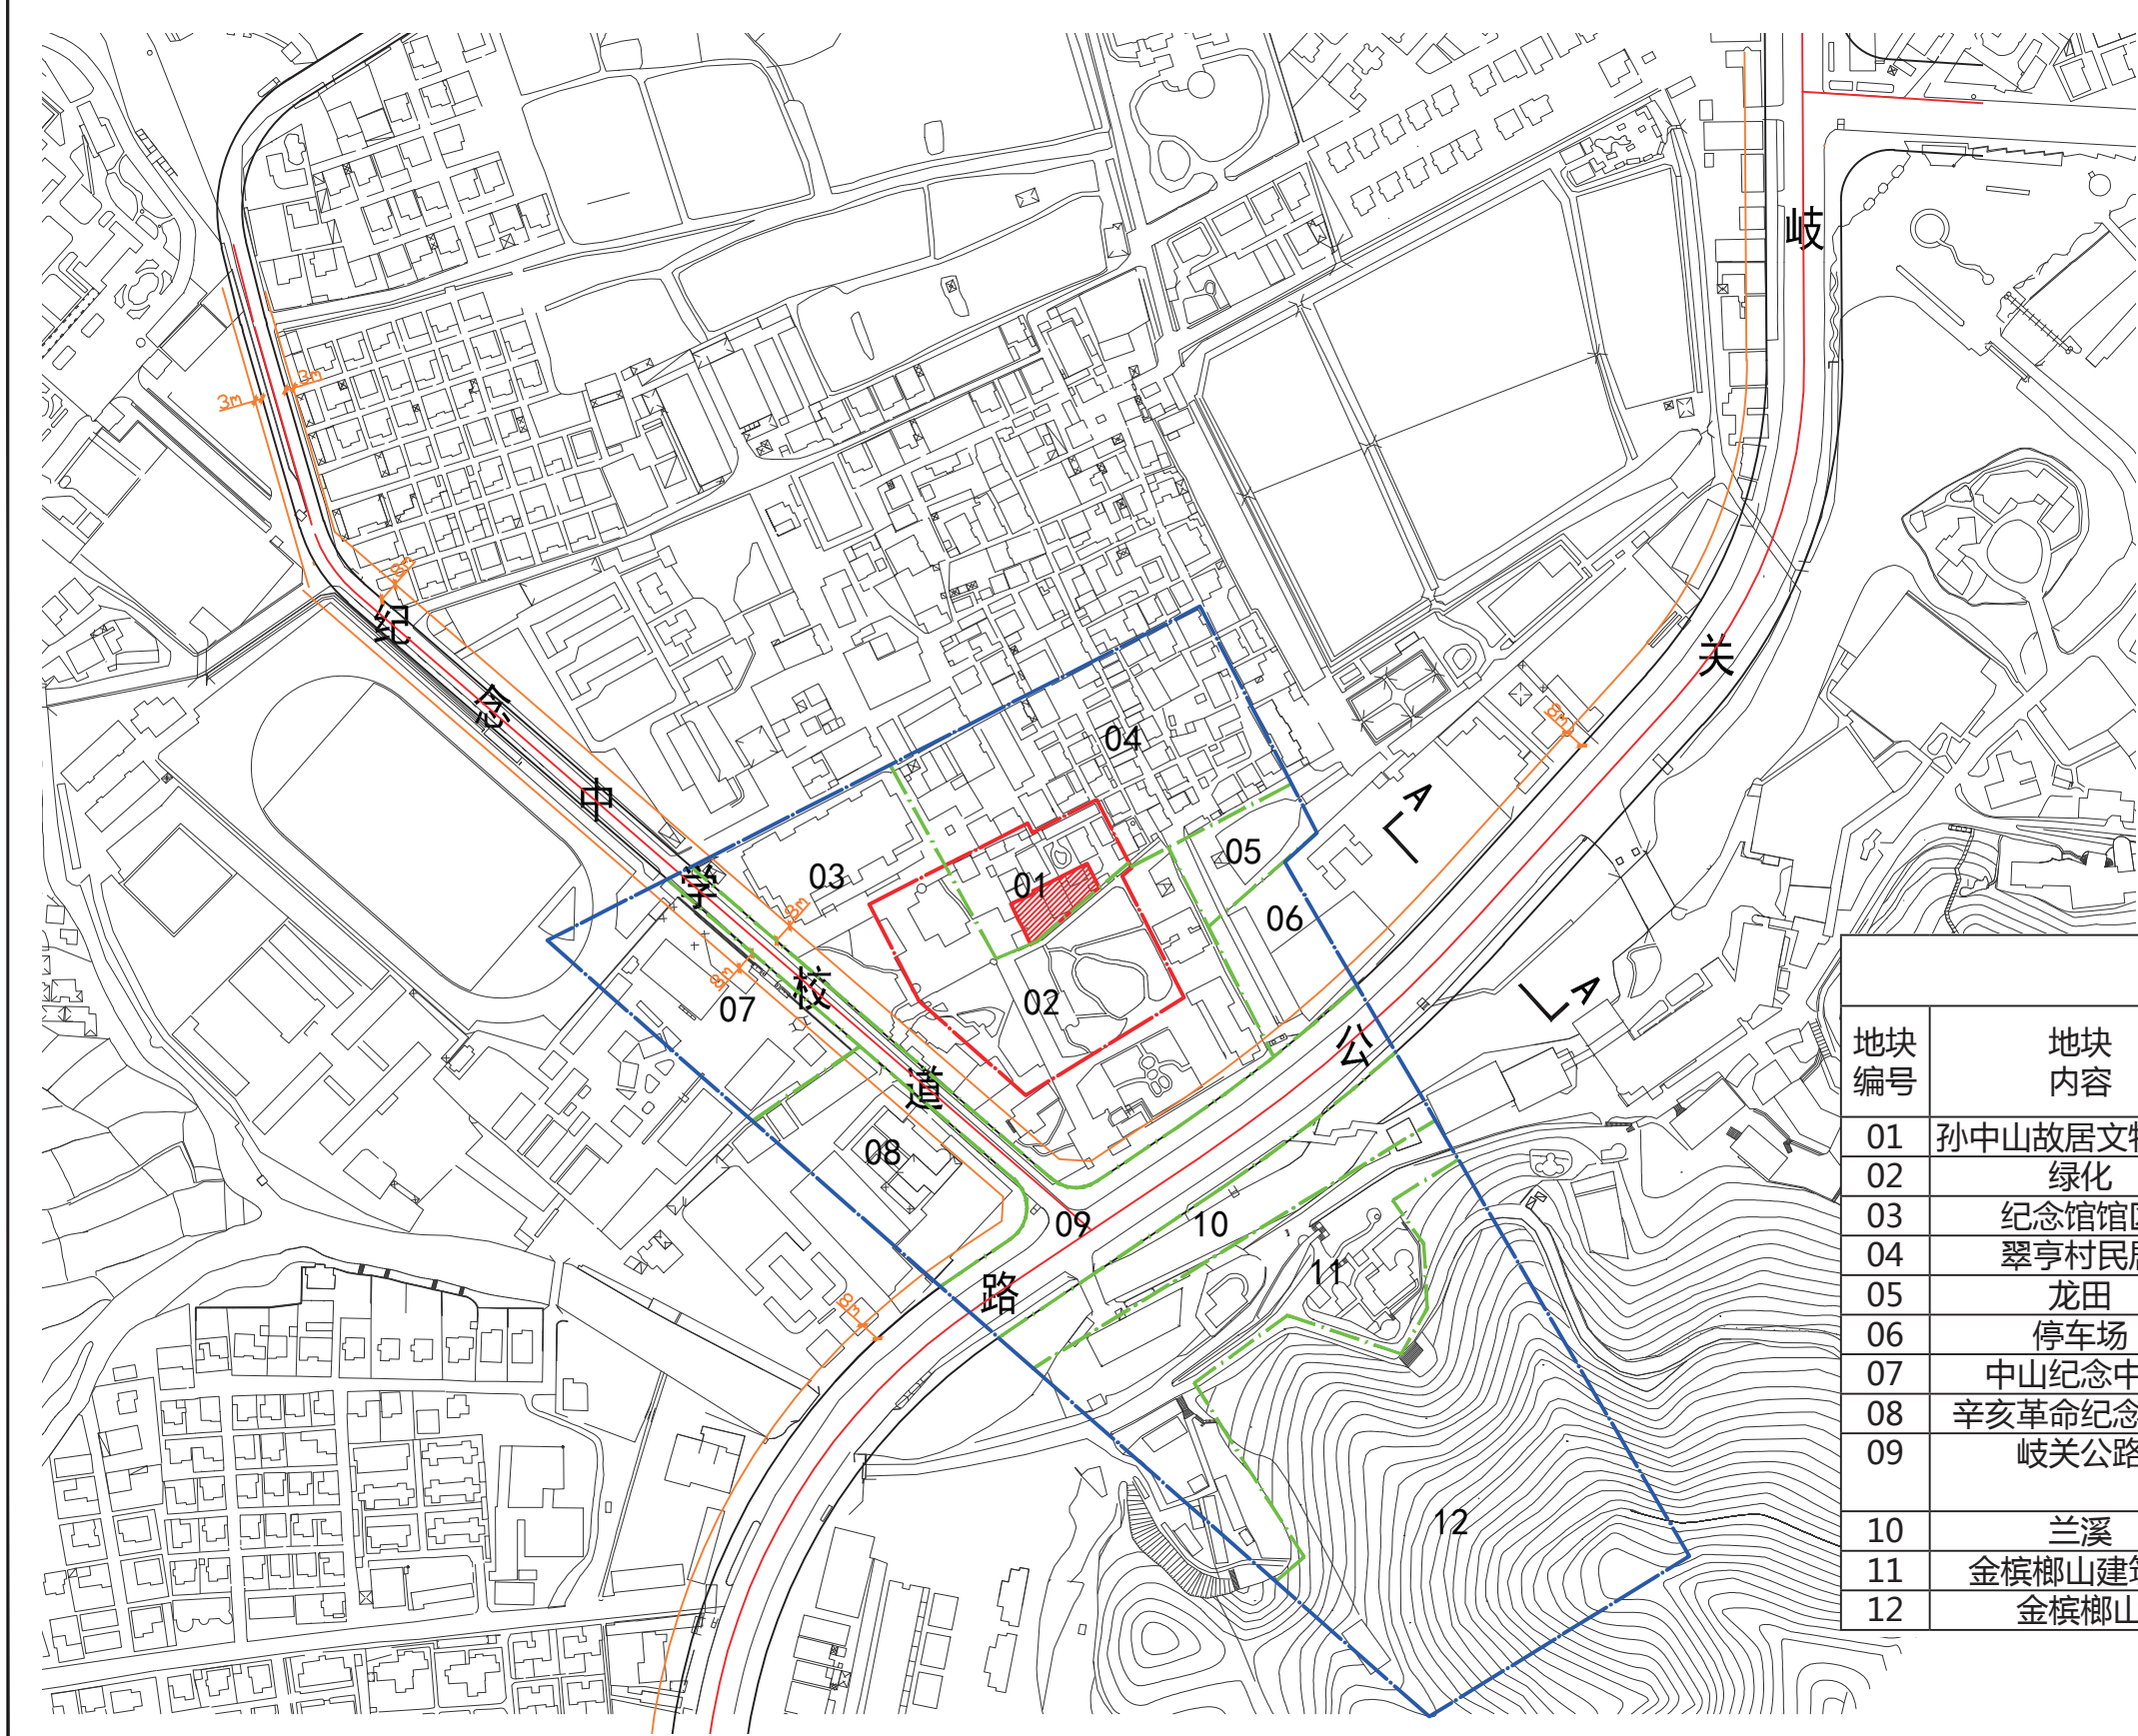 岐
关
公
路
纪
念
中
学
校
道
3m
3m
8m
8m
8m
8m
8m
A
A
01
02
03
04
05
06
07
08
09
10
11
12
地块编号 地块内容
01 孙中山故居文
02 绿化
03 纪念馆馆
04 翠亨村民
05 龙田
06 停车场
07 中山纪念中
08 辛亥革命纪念
09 岐关公路
10 兰溪
11 金槟榔山建
12 金槟榔山